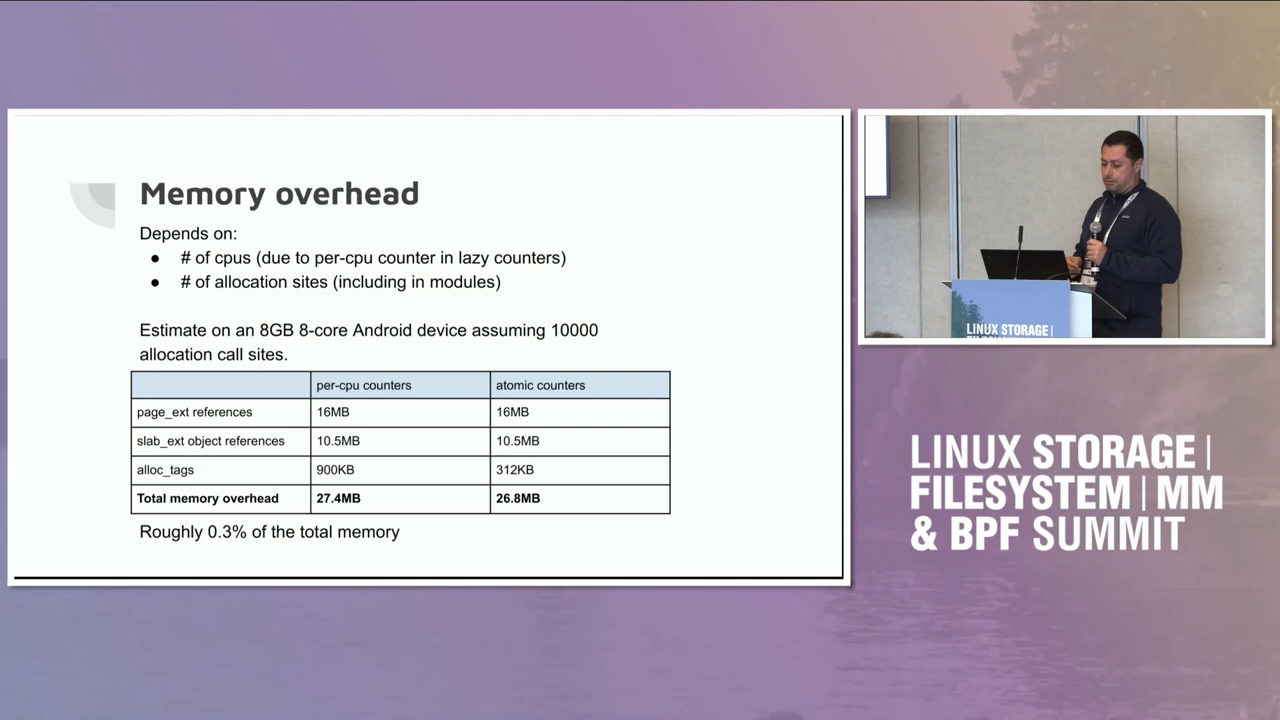 Memory overhead
Depends on:
● # of cpus (due to per-cpu counter in lazy counters)
● # of allocation sites (including in modules)
Estimate on an 8GB 8-core Android device assuming 10000
allocation call sites.
per-cpu counters atomic counters
page_ext references 16MB 16MB
slab_ext object references 10.5MB 10.5MB
alloc_tags 900KB 312KB
Total memory overhead 27.4MB 26.8MB
Roughly 0.3% of the total memory
LINUX STORAGE|
LINUX STORAGE|
FILESYSTEM|MM
& BPF SUMMIT